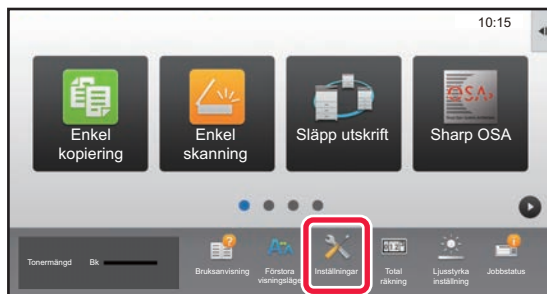 10:15
Enkel
kopiering
Enkel
skanning
Släpp utskrift
Sharp OSA
Tonermängd Bk
Bruksanvisning
Förstora
visningsläge
Inställningar
Total
räkning
Ljusstyrka
inställning
Jobbstatus